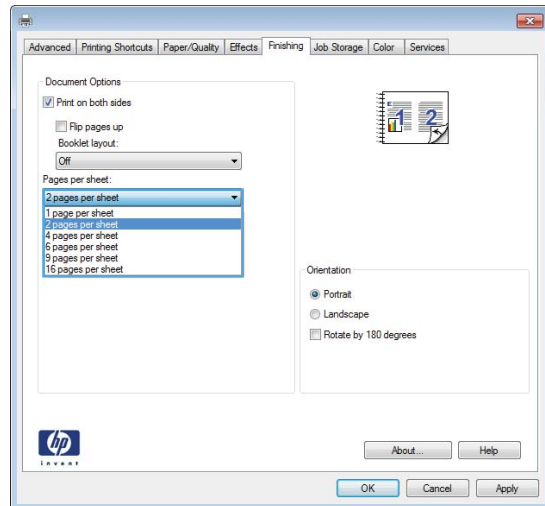 Advanced Printing Shortcuts Paper/Quality Effects Finishing Job Storage Color Services
Document Options
Print on both sides
Flip pages up
Booklet layout:
Off
Pages per sheet:
2 pages per sheet
1 page per sheet
2 pages per sheet
4 pages per sheet
6 pages per sheet
9 pages per sheet
16 pages per sheet
1 2
Orientation
Portrait
Landscape
Rotate by 180 degrees
hp
invent
About... Help
OK Cancel Apply